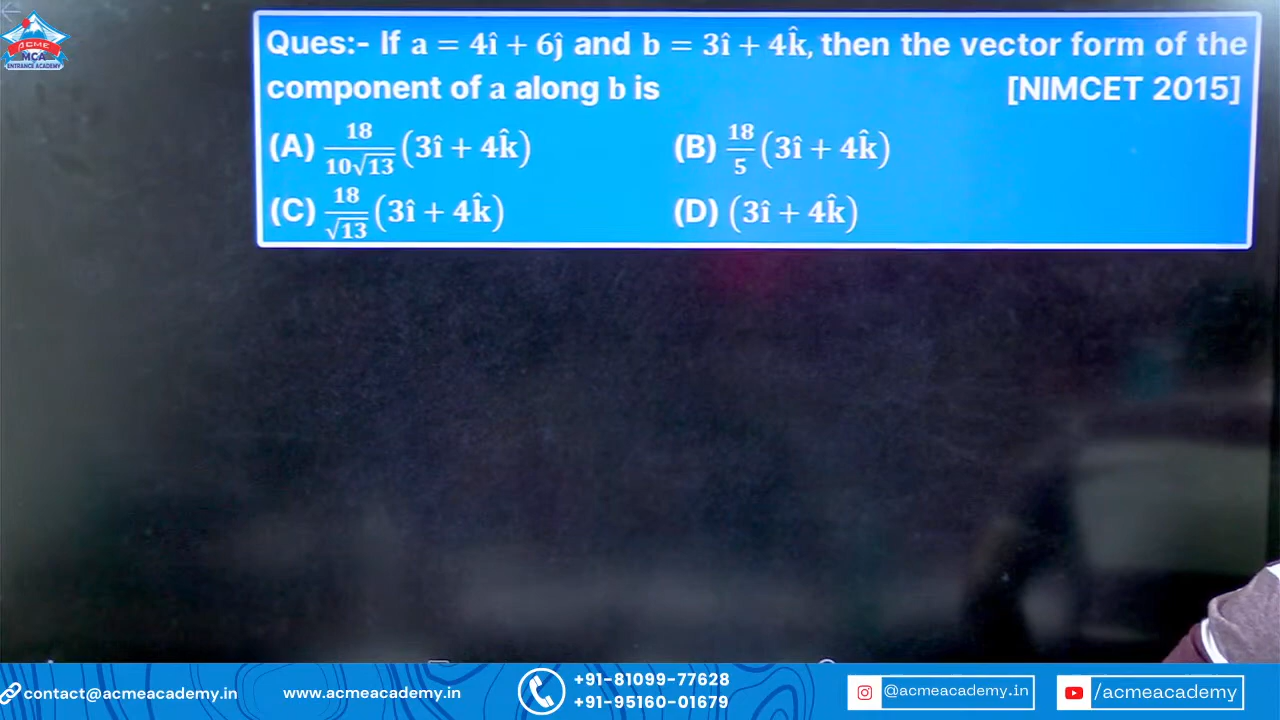 Ques:- If a = 4î + 6ĵ and b = 3î + 4k̂, then the vector form of the
component of a along b is [NIMCET 2015]
(A) 18/10√13 (3î + 4k̂) (B) 18/5 (3î + 4k̂)
(C) 18/√13 (3î + 4k̂) (D) (3î + 4k̂)
ACME
MCA
ENTRANCE ACADEMY
contact@acmeacademy.in www.acmeacademy.in +91-81099-77628
+91-95160-01679 @acmeacademy.in /acmeacademy